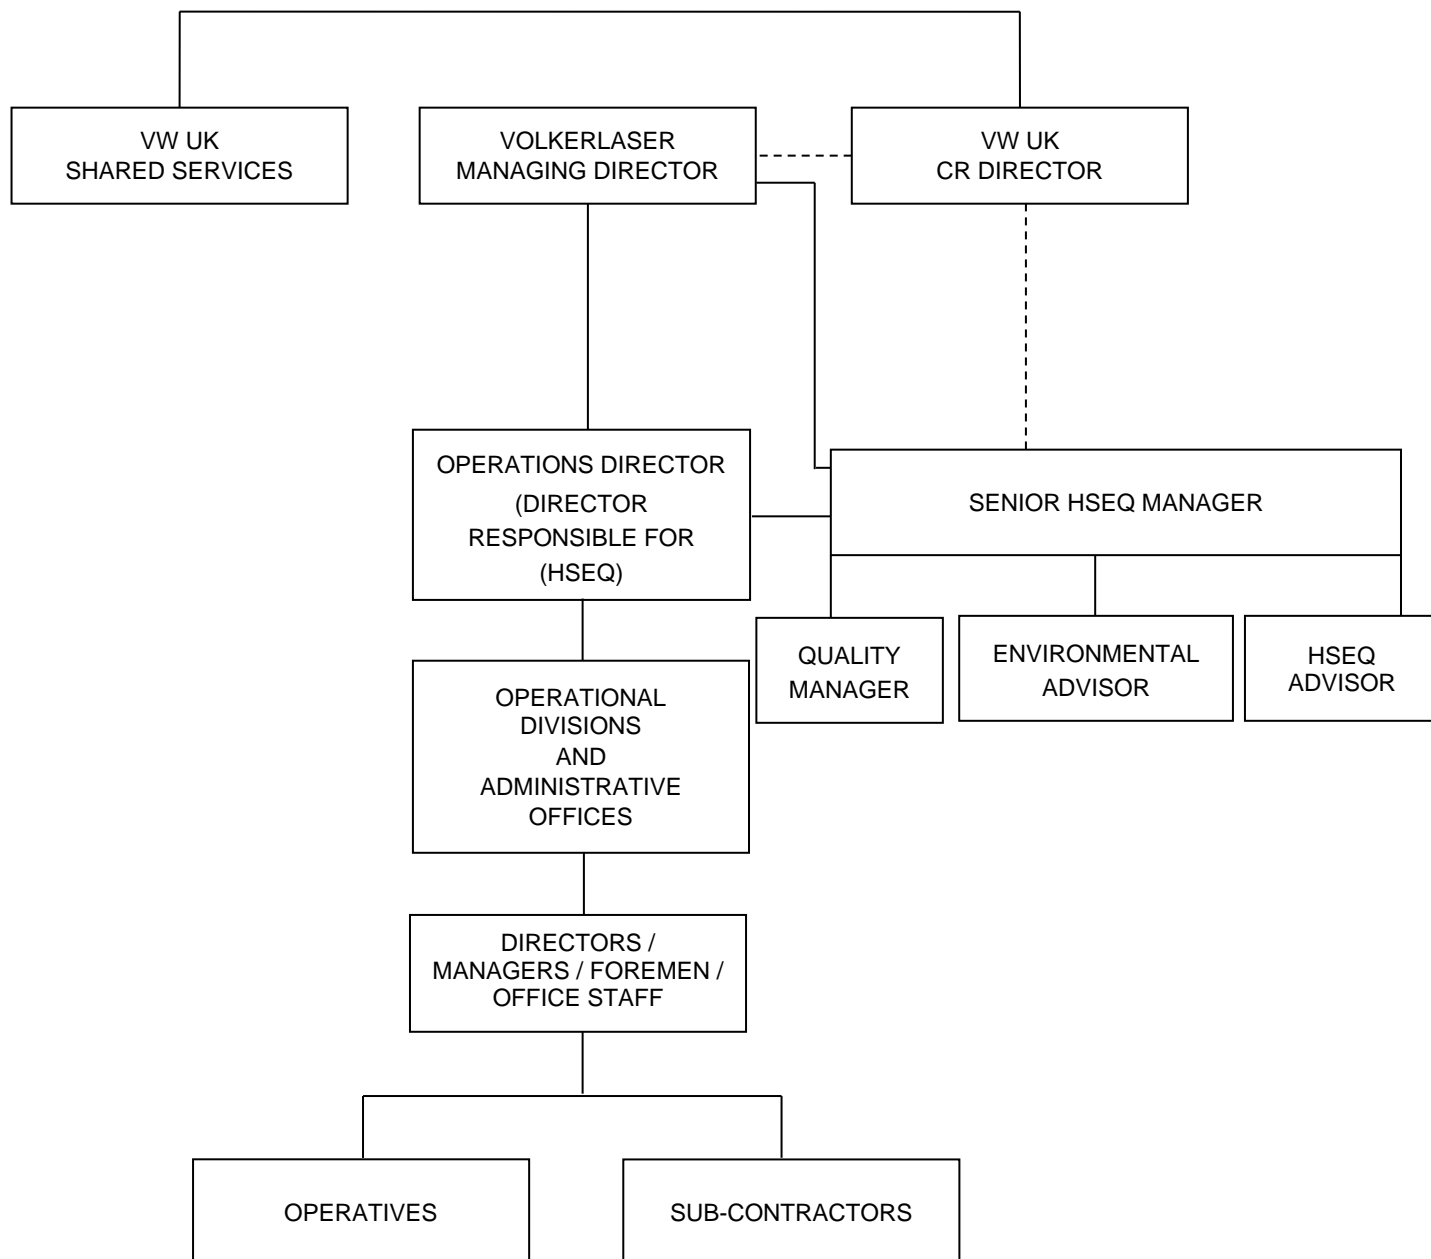 VW UK
SHARED SERVICES
VOLKERLASER
MANAGING DIRECTOR
VW UK
CR DIRECTOR
OPERATIONS DIRECTOR
(DIRECTOR
RESPONSIBLE FOR
(HSEQ)
SENIOR HSEQ MANAGER
QUALITY
MANAGER
ENVIRONMENTAL
ADVISOR
HSEQ
ADVISOR
OPERATIONAL
DIVISIONS
AND
ADMINISTRATIVE
OFFICES
DIRECTORS /
MANAGERS / FOREMEN /
OFFICE STAFF
OPERATIVES
SUB-CONTRACTORS